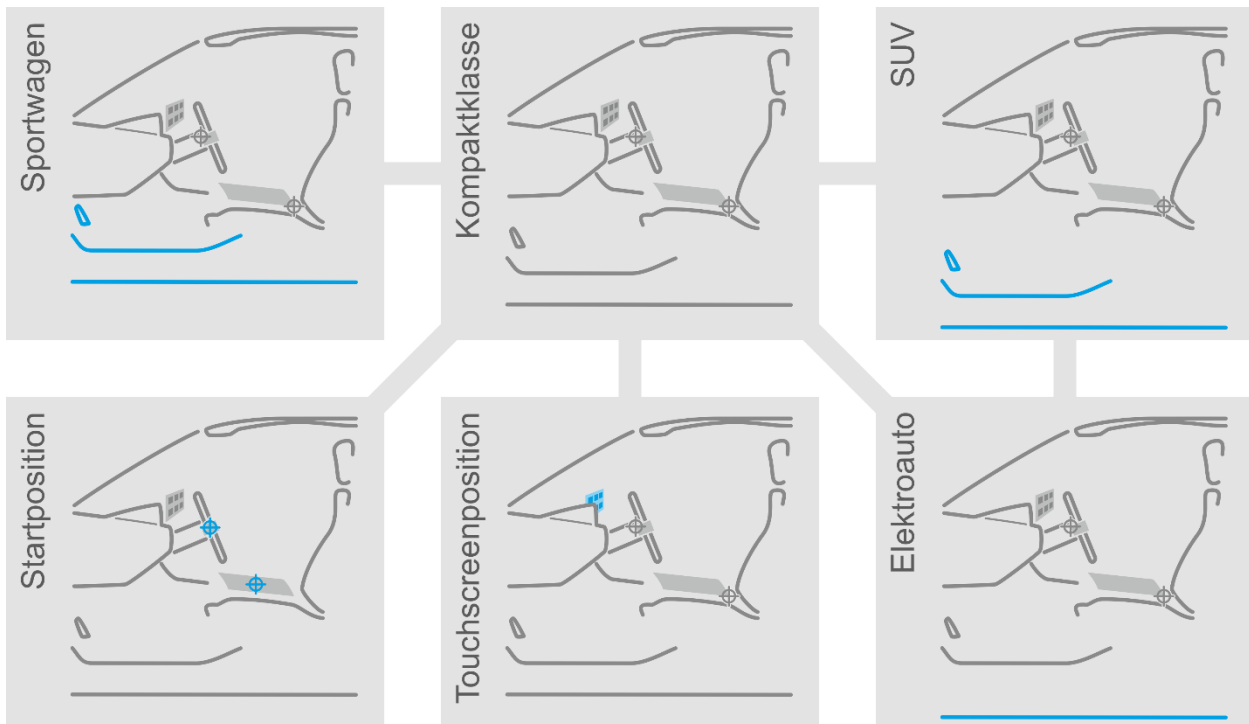 Sportwagen
Kompaktklasse
SUV
Startposition
Touchscreenposition
Elektroauto